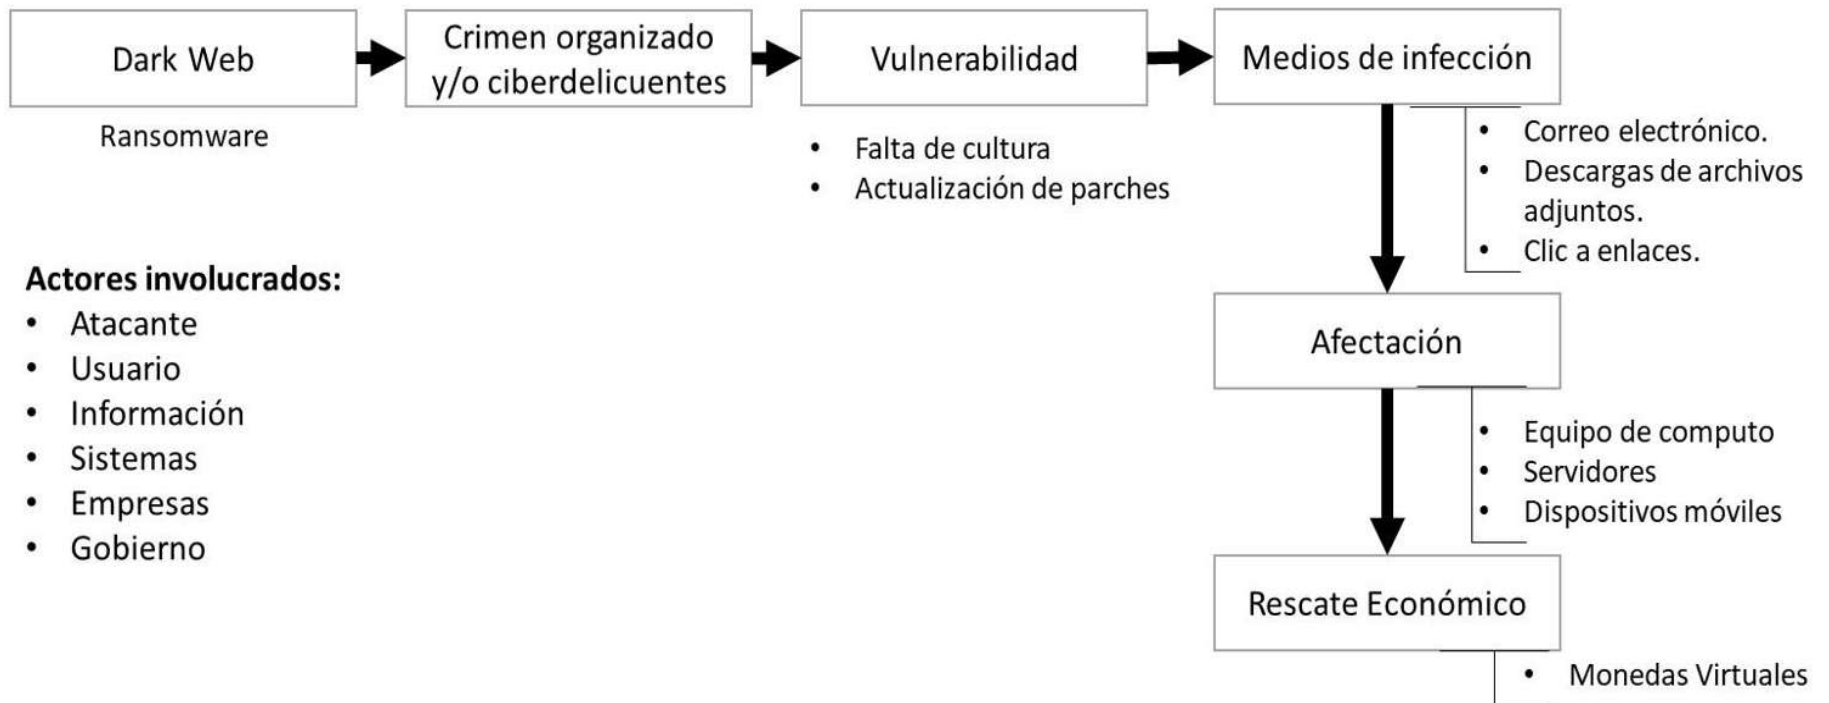 Dark Web
Ransomware
Crimen organizado
y/o ciberdelicuentes
Vulnerabilidad
• Falta de cultura
• Actualización de parches
Medios de infección
• Correo electrónico.
• Descargas de archivos
adjuntos.
• Clic a enlaces.
Afectación
• Equipo de computo
• Servidores
• Dispositivos móviles
Rescate Económico
• Monedas Virtuales
Actores involucrados:
• Atacante
• Usuario
• Información
• Sistemas
• Empresas
• Gobierno